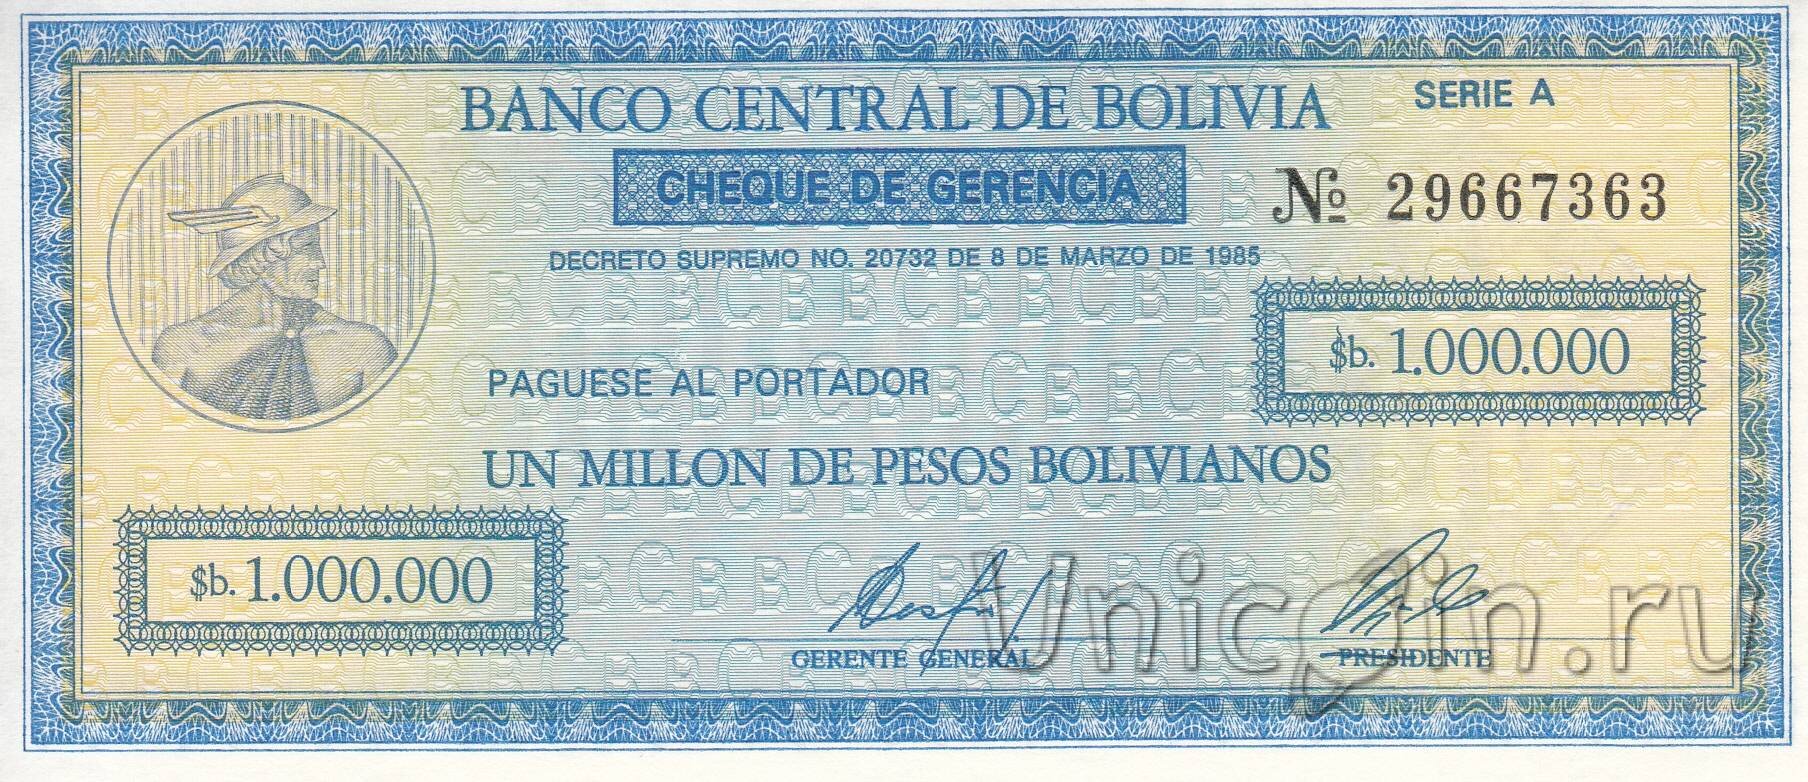 BANCO CENTRAL DE BOLIVIA
SERIE A
CHEQUE DE GERENCIA
№ 29667363
DECRETO SUPREMO NO. 20732 DE 8 DE MARZO DE 1985
$b. 1.000.000
PAGUESE AL PORTADOR
UN MILLON DE PESOS BOLIVIANOS
$b. 1.000.000
GERENTE GENERAL
PRESIDENTE
Unicoin.ru